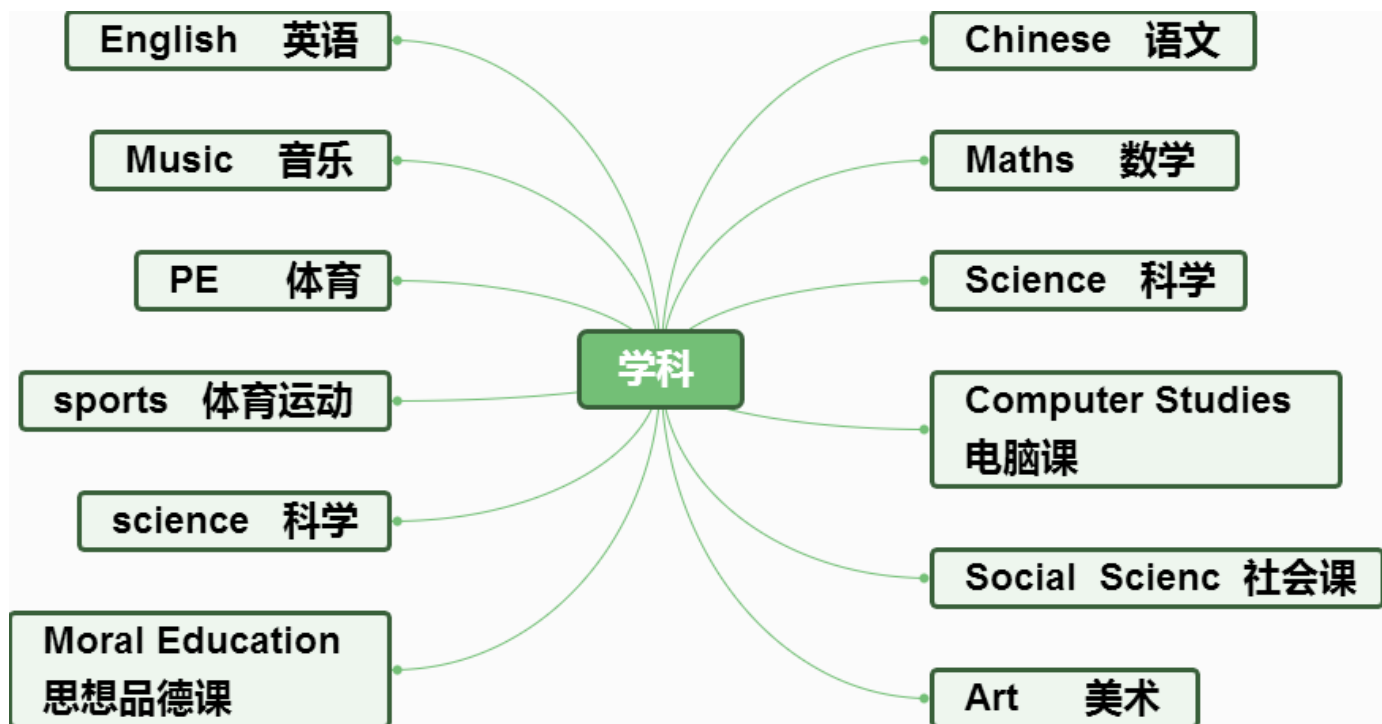 English 英语
Music 音乐
PE 体育
sports 体育运动
science 科学
Moral Education
思想品德课
学科
Chinese 语文
Maths 数学
Science 科学
Computer Studies
电脑课
Social Scienc 社会课
Art 美术